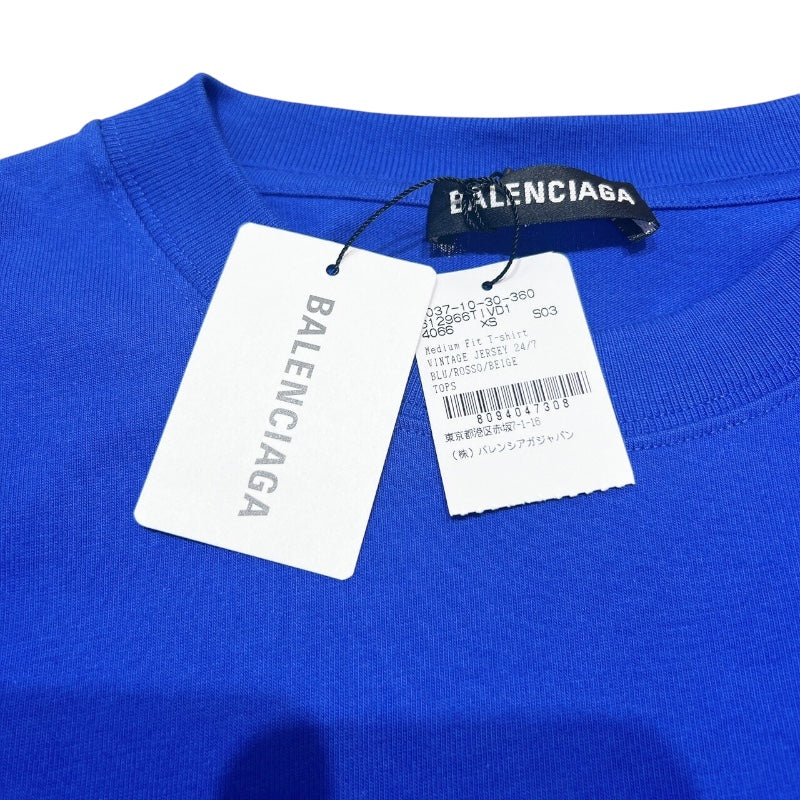 BALENCIAGA
BALENCIAGA
037-10-30-360
612966TIVD1
4066 XS S03
Medium Fit T-shirt
VINTAGE JERSEY 24/7
BLU/ROSSO/BEIGE
TOPS
8094047308
東京都港区赤坂7-1-16
(株) バレンシアガジャパン